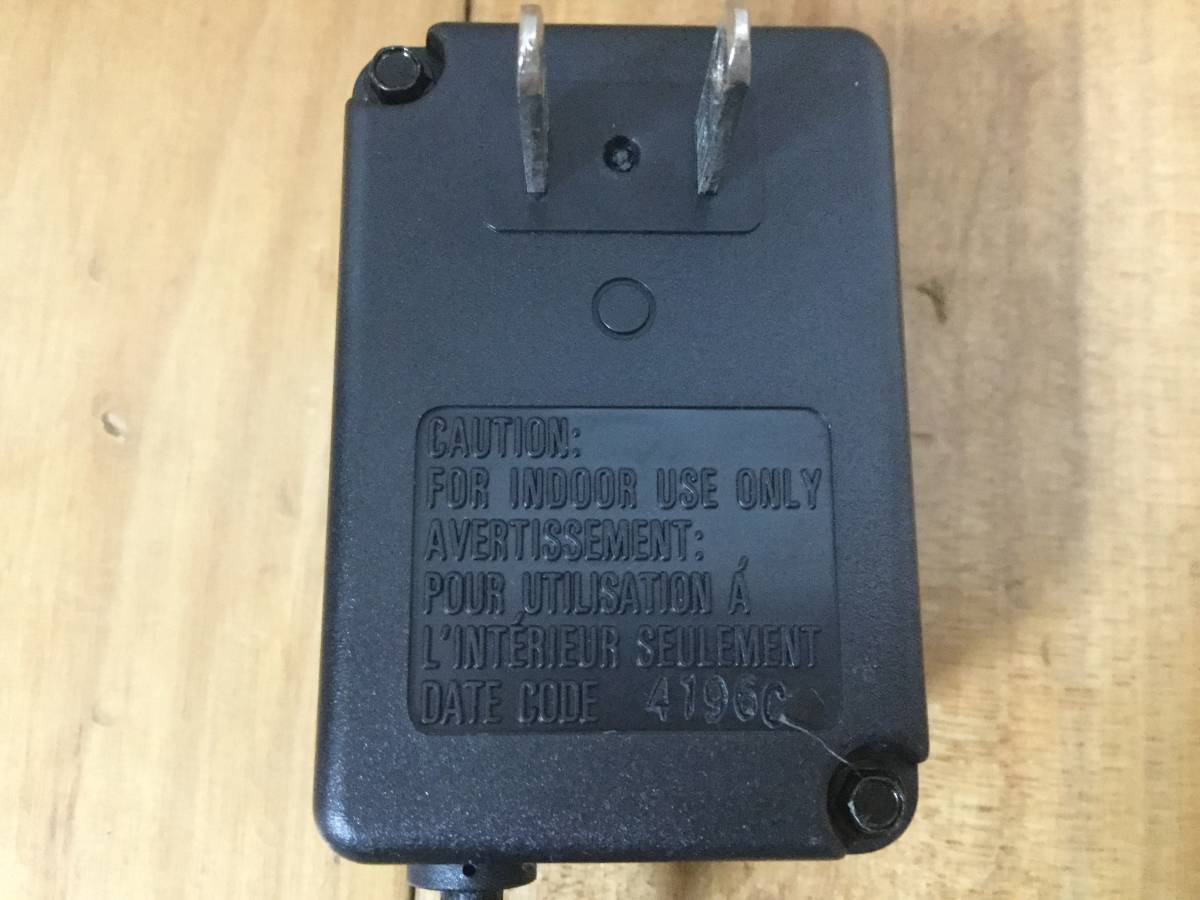 CAUTION:
FOR INDOOR USE ONLY
AVERTISSEMENT:
POUR UTILISATION Á
L'INTÉRIEUR SEULEMENT
DATE CODE 4196C